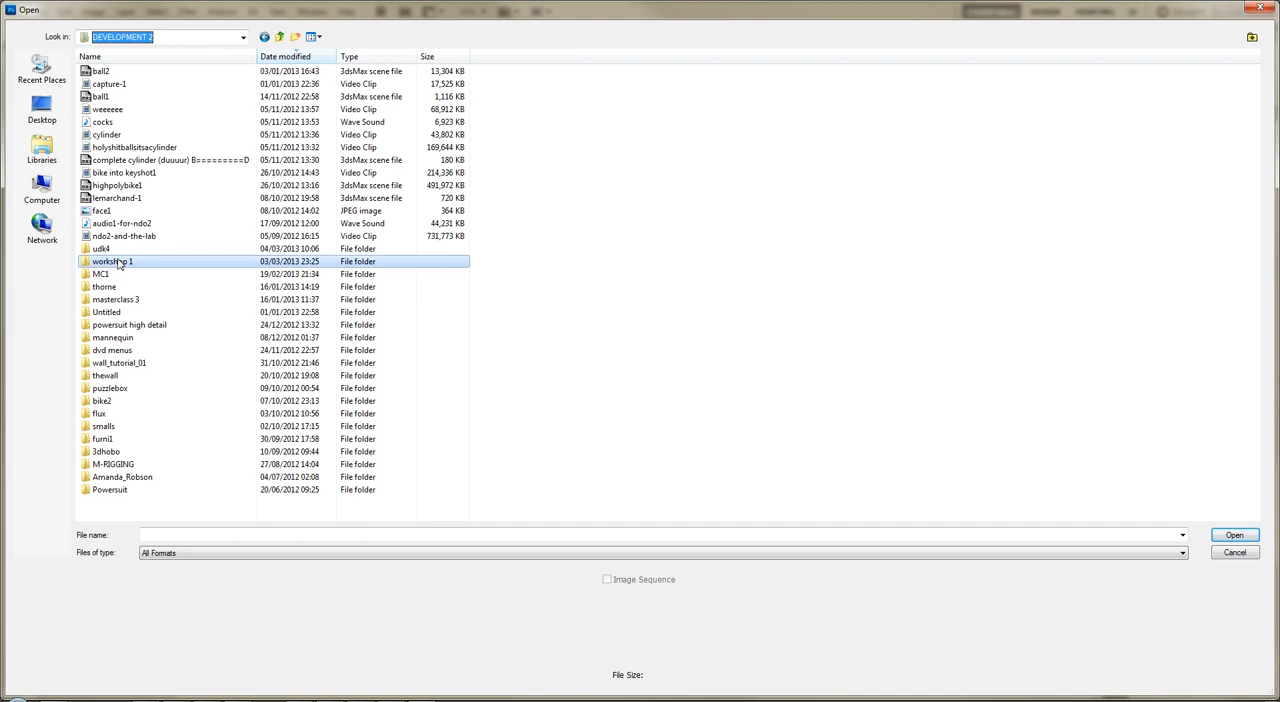 Ps Open
Look in: DEVELOPMENT 2
Name Date modified Type Size
ball2 03/01/2013 16:43 3dsMax scene file 13,304 KB
capture-1 01/01/2013 22:36 Video Clip 17,525 KB
ball1 14/11/2012 22:58 3dsMax scene file 1,116 KB
weeeeee 05/11/2012 13:57 Video Clip 68,912 KB
cocks 05/11/2012 13:53 Wave Sound 6,923 KB
cylinder 05/11/2012 13:36 Video Clip 43,802 KB
holyshitballsitsacylinder 05/11/2012 13:32 Video Clip 169,644 KB
complete cylinder (duuuur) B=========D 05/11/2012 13:30 3dsMax scene file 180 KB
bike into keyshot1 26/10/2012 14:43 Video Clip 214,336 KB
highpolybike1 26/10/2012 13:16 3dsMax scene file 491,972 KB
lemarchand-1 08/10/2012 19:58 3dsMax scene file 720 KB
face1 08/10/2012 14:02 JPEG image 364 KB
audio1-for-ndo2 17/09/2012 12:00 Wave Sound 44,231 KB
ndo2-and-the-lab 05/09/2012 16:15 Video Clip 731,773 KB
udk4 04/03/2013 10:06 File folder
workshop 1 03/03/2013 23:25 File folder
MC1 19/02/2013 21:34 File folder
thorne 16/01/2013 14:19 File folder
masterclass 3 16/01/2013 11:37 File folder
Untitled 01/01/2013 22:58 File folder
powersuit high detail 24/12/2012 13:32 File folder
mannequin 08/12/2012 01:37 File folder
dvd menus 24/11/2012 22:57 File folder
wall_tutorial_01 31/10/2012 21:46 File folder
thewall 20/10/2012 19:08 File folder
puzzlebox 09/10/2012 00:54 File folder
bike2 07/10/2012 23:13 File folder
flux 03/10/2012 10:56 File folder
smalls 02/10/2012 17:15 File folder
furni1 30/09/2012 17:58 File folder
3dhobo 10/09/2012 09:44 File folder
M-RIGGING 27/08/2012 14:04 File folder
Amanda_Robson 04/07/2012 02:08 File folder
Powersuit 20/06/2012 09:25 File folder
Recent Places
Desktop
Libraries
Computer
Network
File name: Open
Files of type: All Formats Cancel
Image Sequence
File Size: